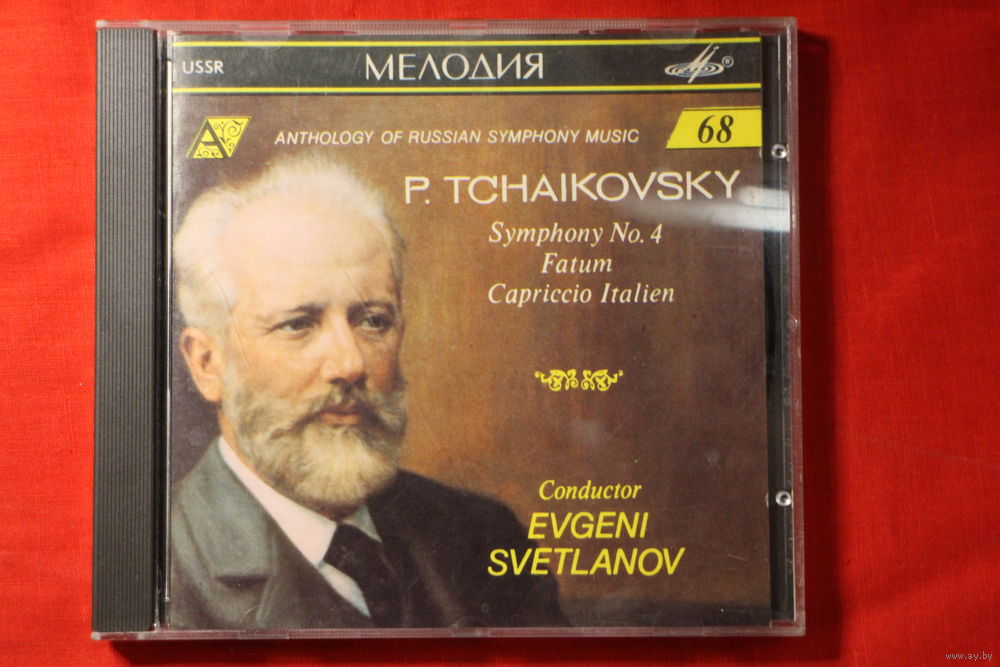 USSR
МЕЛОДИЯ
®
A
ANTHOLOGY OF RUSSIAN SYMPHONY MUSIC
68
P. TCHAIKOVSKY
Symphony No. 4
Fatum
Capriccio Italien
Conductor
EVGENI
SVETLANOV
www.ay.by